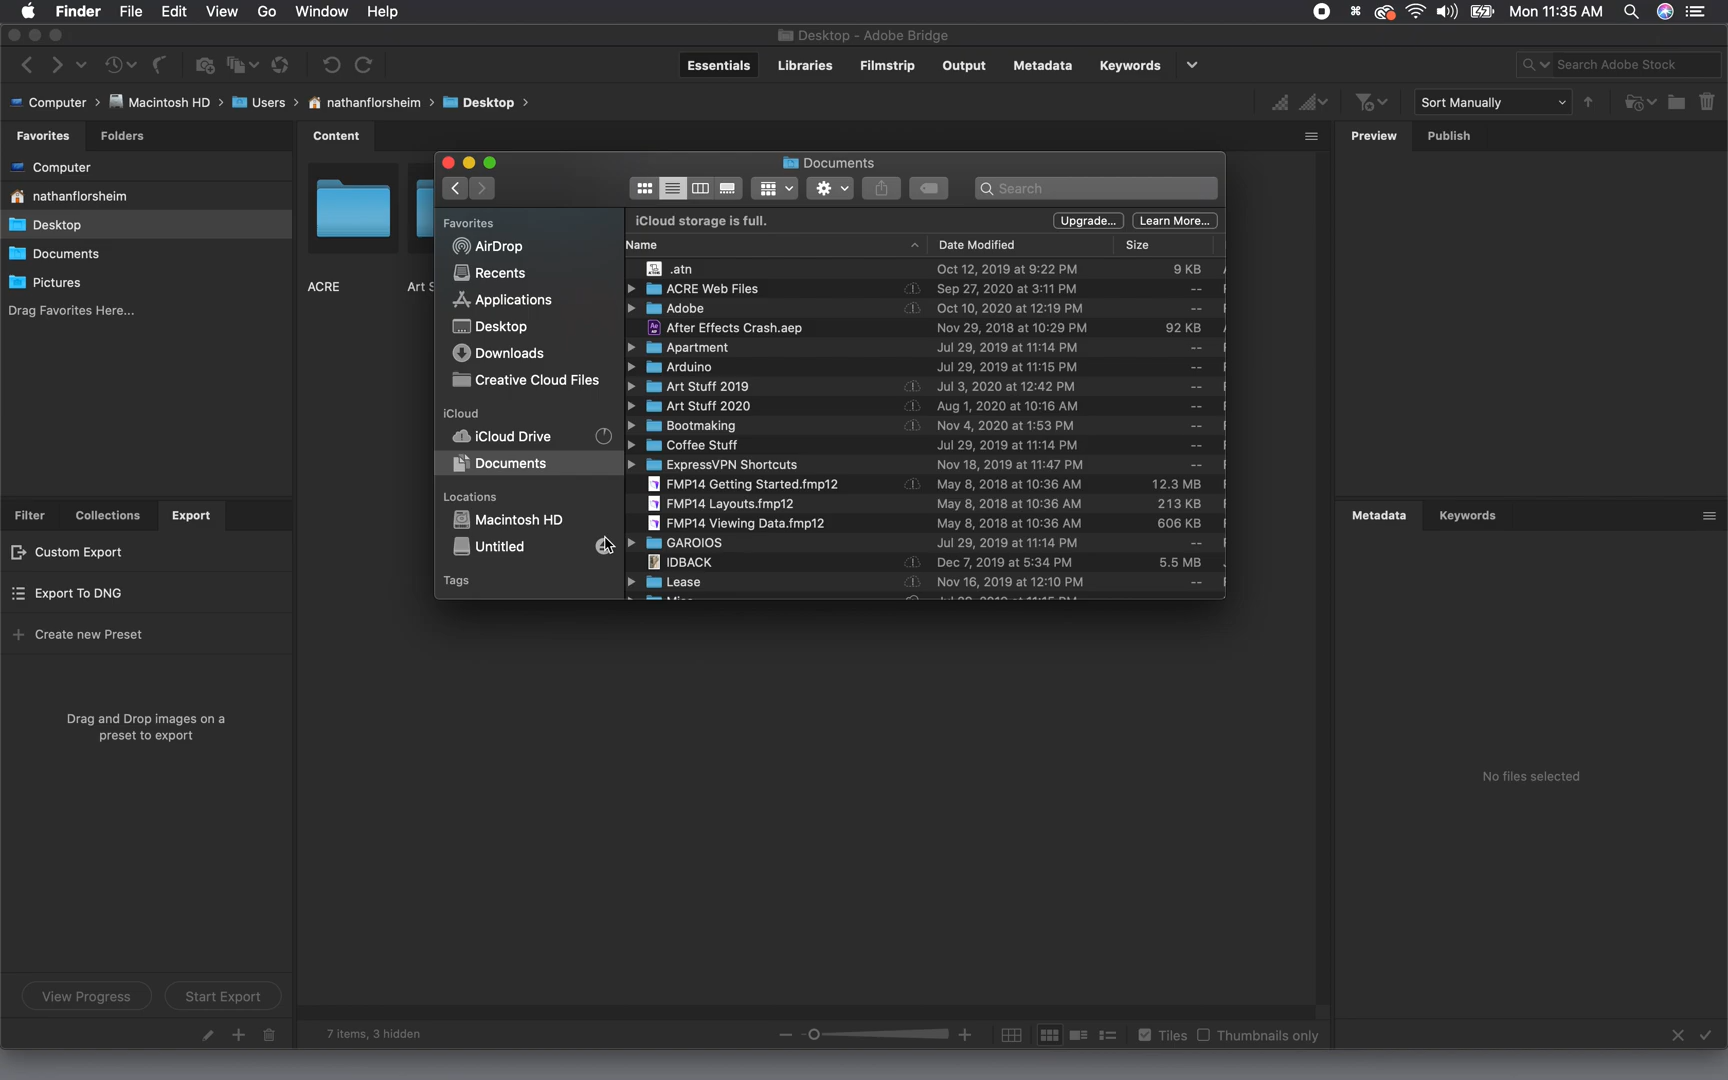 Finder File Edit View Go Window Help Mon 11:35 AM
Desktop - Adobe Bridge
Essentials Libraries Filmstrip Output Metadata Keywords Search Adobe Stock
Computer › Macintosh HD › Users › nathanflorsheim › Desktop › Sort Manually
Favorites Folders Content Preview Publish
Computer
nathanflorsheim
Desktop
Documents
Pictures
Drag Favorites Here...
ACRE
Art S
Filter Collections Export
Custom Export
Export To DNG
Create new Preset
Drag and Drop images on a
preset to export
View Progress Start Export
Documents
Search
Favorites
AirDrop
Recents
Applications
Desktop
Downloads
Creative Cloud Files
iCloud
iCloud Drive
Documents
Locations
Macintosh HD
Untitled
Tags
iCloud storage is full. Upgrade... Learn More...
Name Date Modified Size
.atn Oct 12, 2019 at 9:22 PM 9 KB
ACRE Web Files Sep 27, 2020 at 3:11 PM --
Adobe Oct 10, 2020 at 12:19 PM --
After Effects Crash.aep Nov 29, 2018 at 10:29 PM 92 KB
Apartment Jul 29, 2019 at 11:14 PM --
Arduino Jul 29, 2019 at 11:15 PM --
Art Stuff 2019 Jul 3, 2020 at 12:42 PM --
Art Stuff 2020 Aug 1, 2020 at 10:16 AM --
Bootmaking Nov 4, 2020 at 1:53 PM --
Coffee Stuff Jul 29, 2019 at 11:14 PM --
ExpressVPN Shortcuts Nov 18, 2019 at 11:47 PM --
FMP14 Getting Started.fmp12 May 8, 2018 at 10:36 AM 12.3 MB
FMP14 Layouts.fmp12 May 8, 2018 at 10:36 AM 213 KB
FMP14 Viewing Data.fmp12 May 8, 2018 at 10:36 AM 606 KB
GAROIOS Jul 29, 2019 at 11:14 PM --
IDBACK Dec 7, 2019 at 5:34 PM 5.5 MB
Lease Nov 16, 2019 at 12:10 PM --
Metadata Keywords
No files selected
7 items, 3 hidden Tiles Thumbnails only